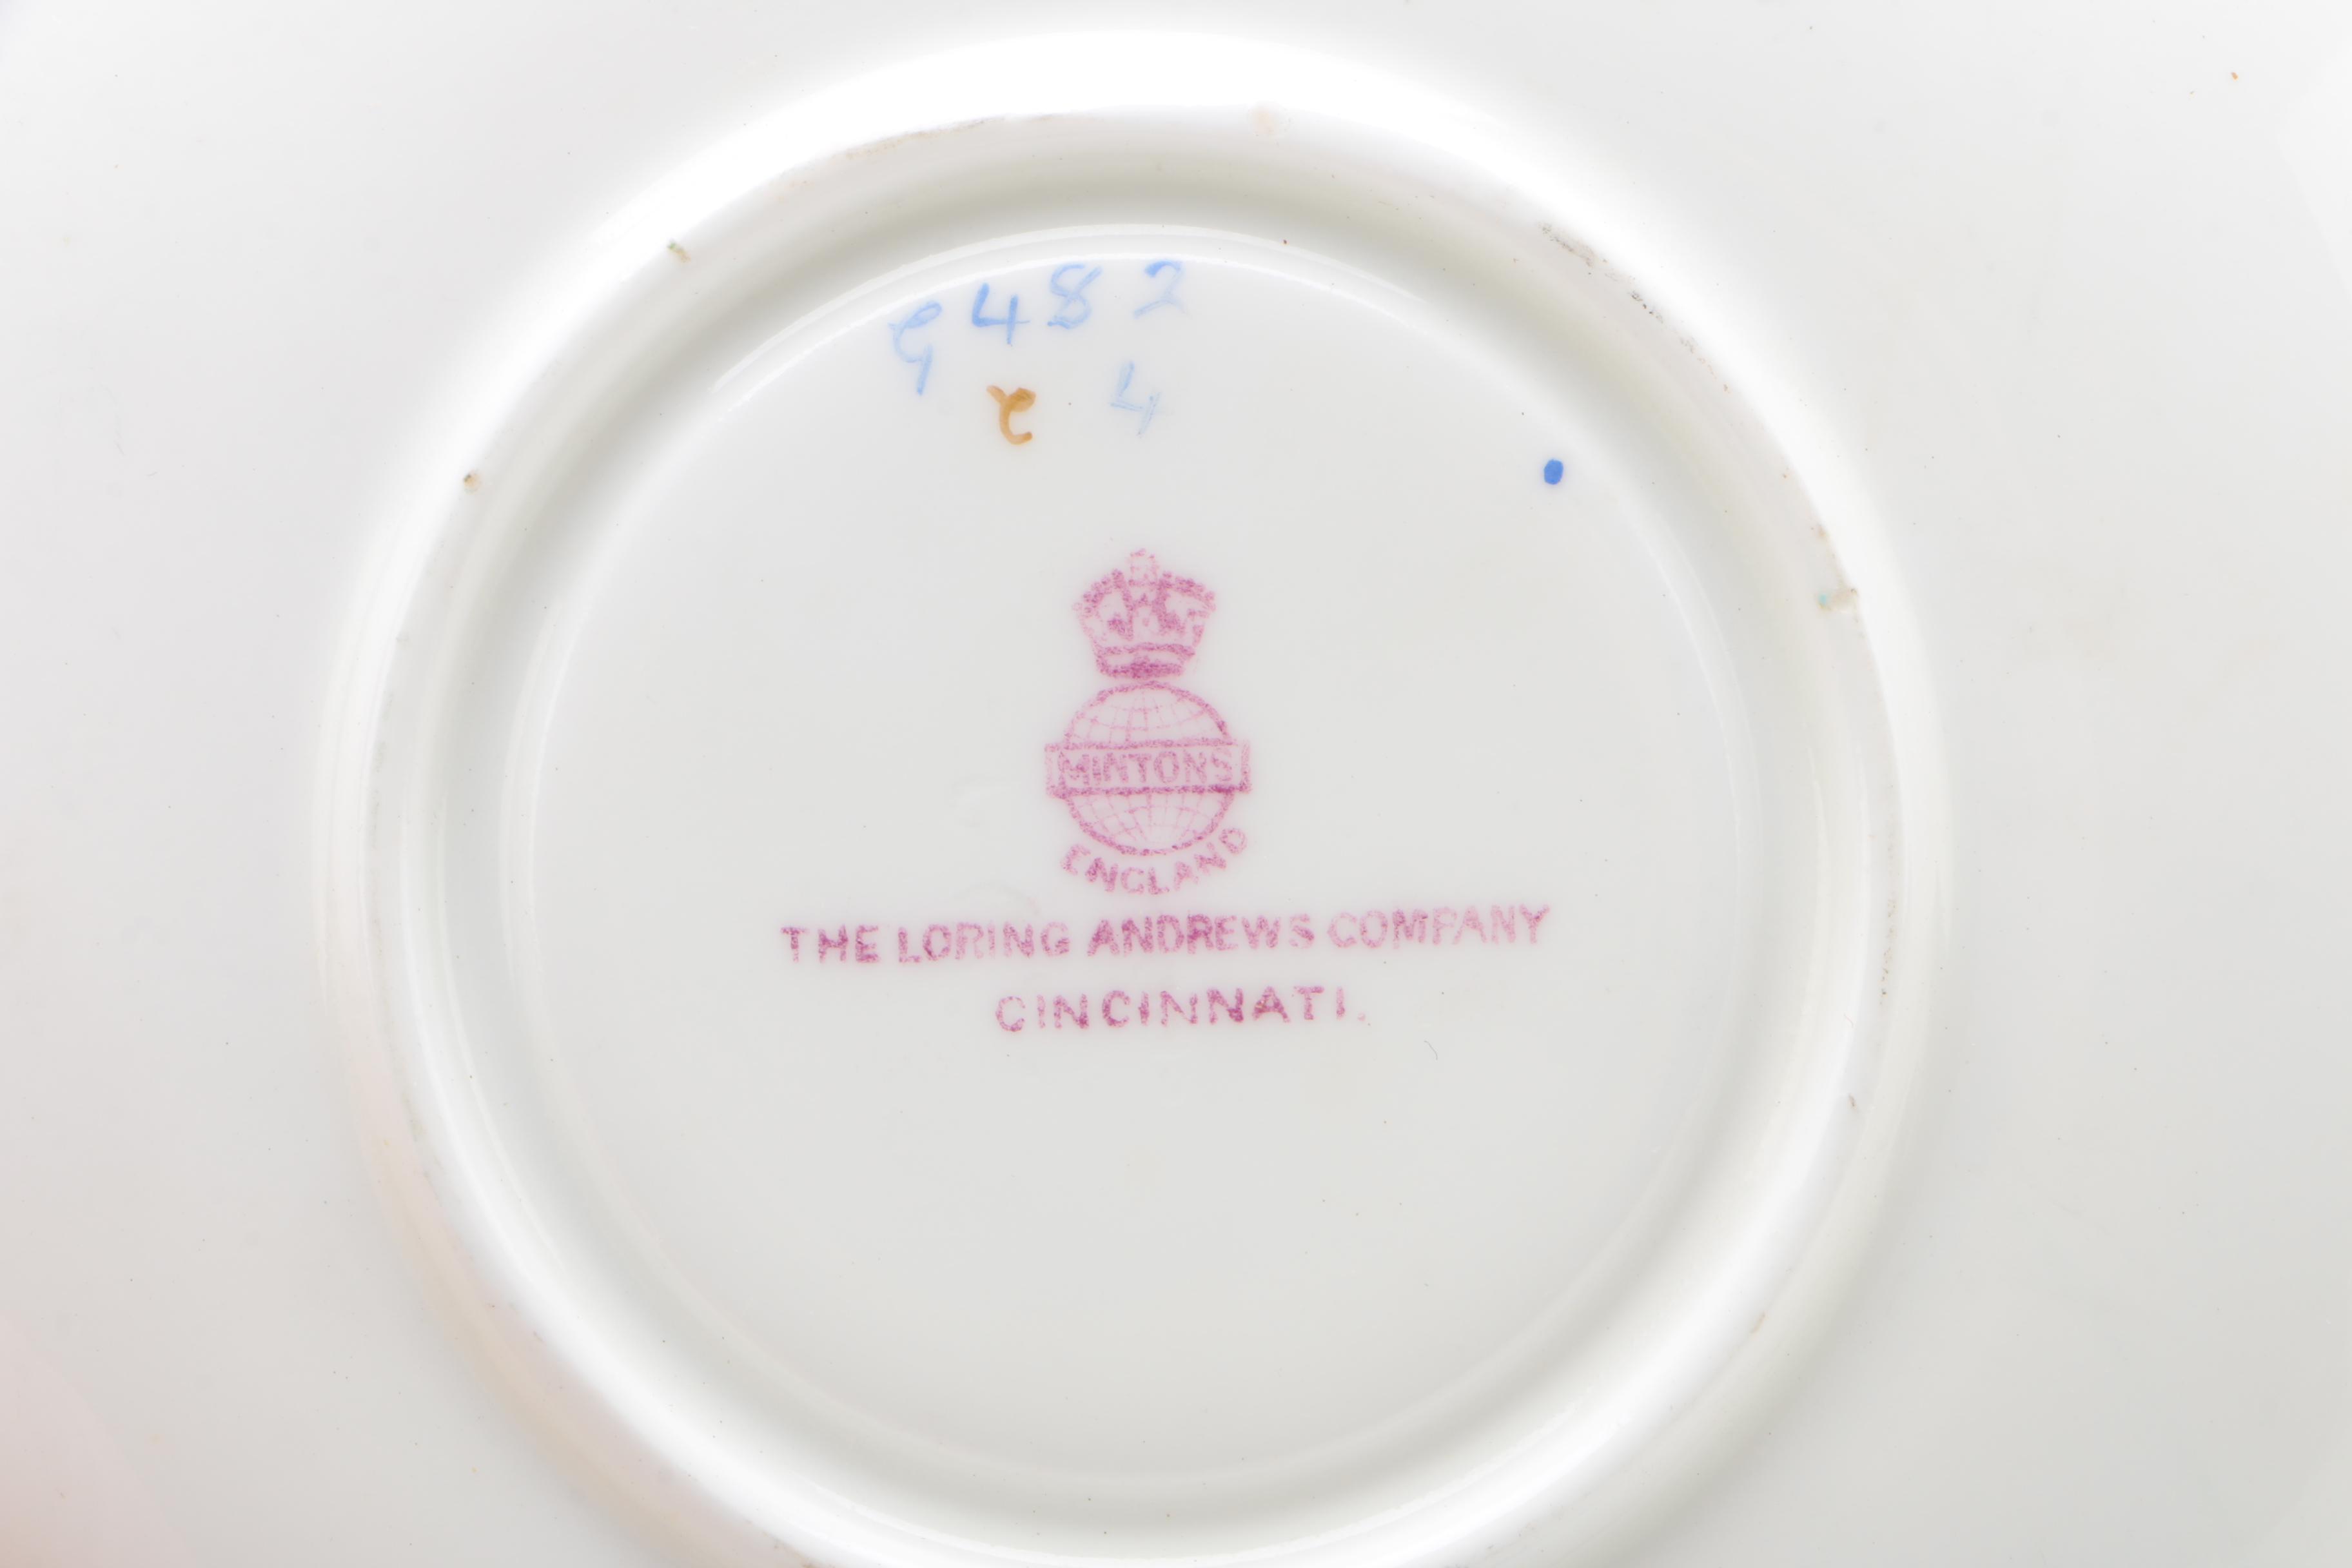 G482
4
MINTONS
ENGLAND
THE LORING ANDREWS COMPANY
CINCINNATI.